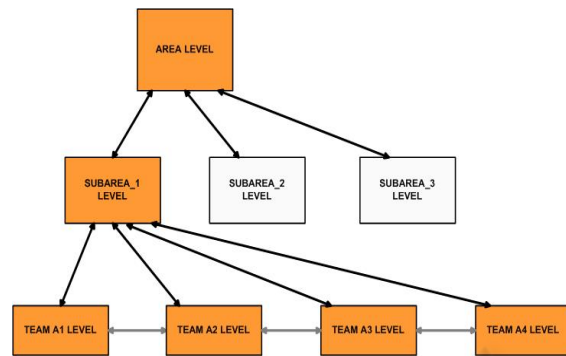 AREA LEVEL
SUBAREA_1
LEVEL
SUBAREA_2
LEVEL
SUBAREA_3
LEVEL
TEAM A1 LEVEL
TEAM A2 LEVEL
TEAM A3 LEVEL
TEAM A4 LEVEL